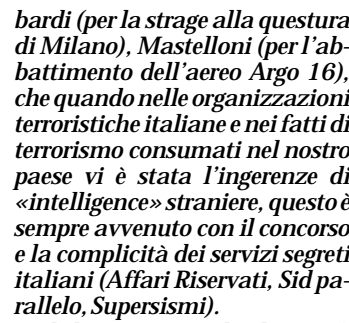 bardi (per la strage alla questura
di Milano), Mastelloni (per l'ab-
battimento dell'aereo Argo 16),
che quando nelle organizzazioni
terroristiche italiane e nei fatti di
terrorismo consumati nel nostro
paese vi è stata l'ingerenze di
«intelligence» straniere, questo è
sempre avvenuto con il concorso
e la complicità dei servizi segreti
italiani (Affari Riservati, Sid pa-
rallelo, Supersismi).